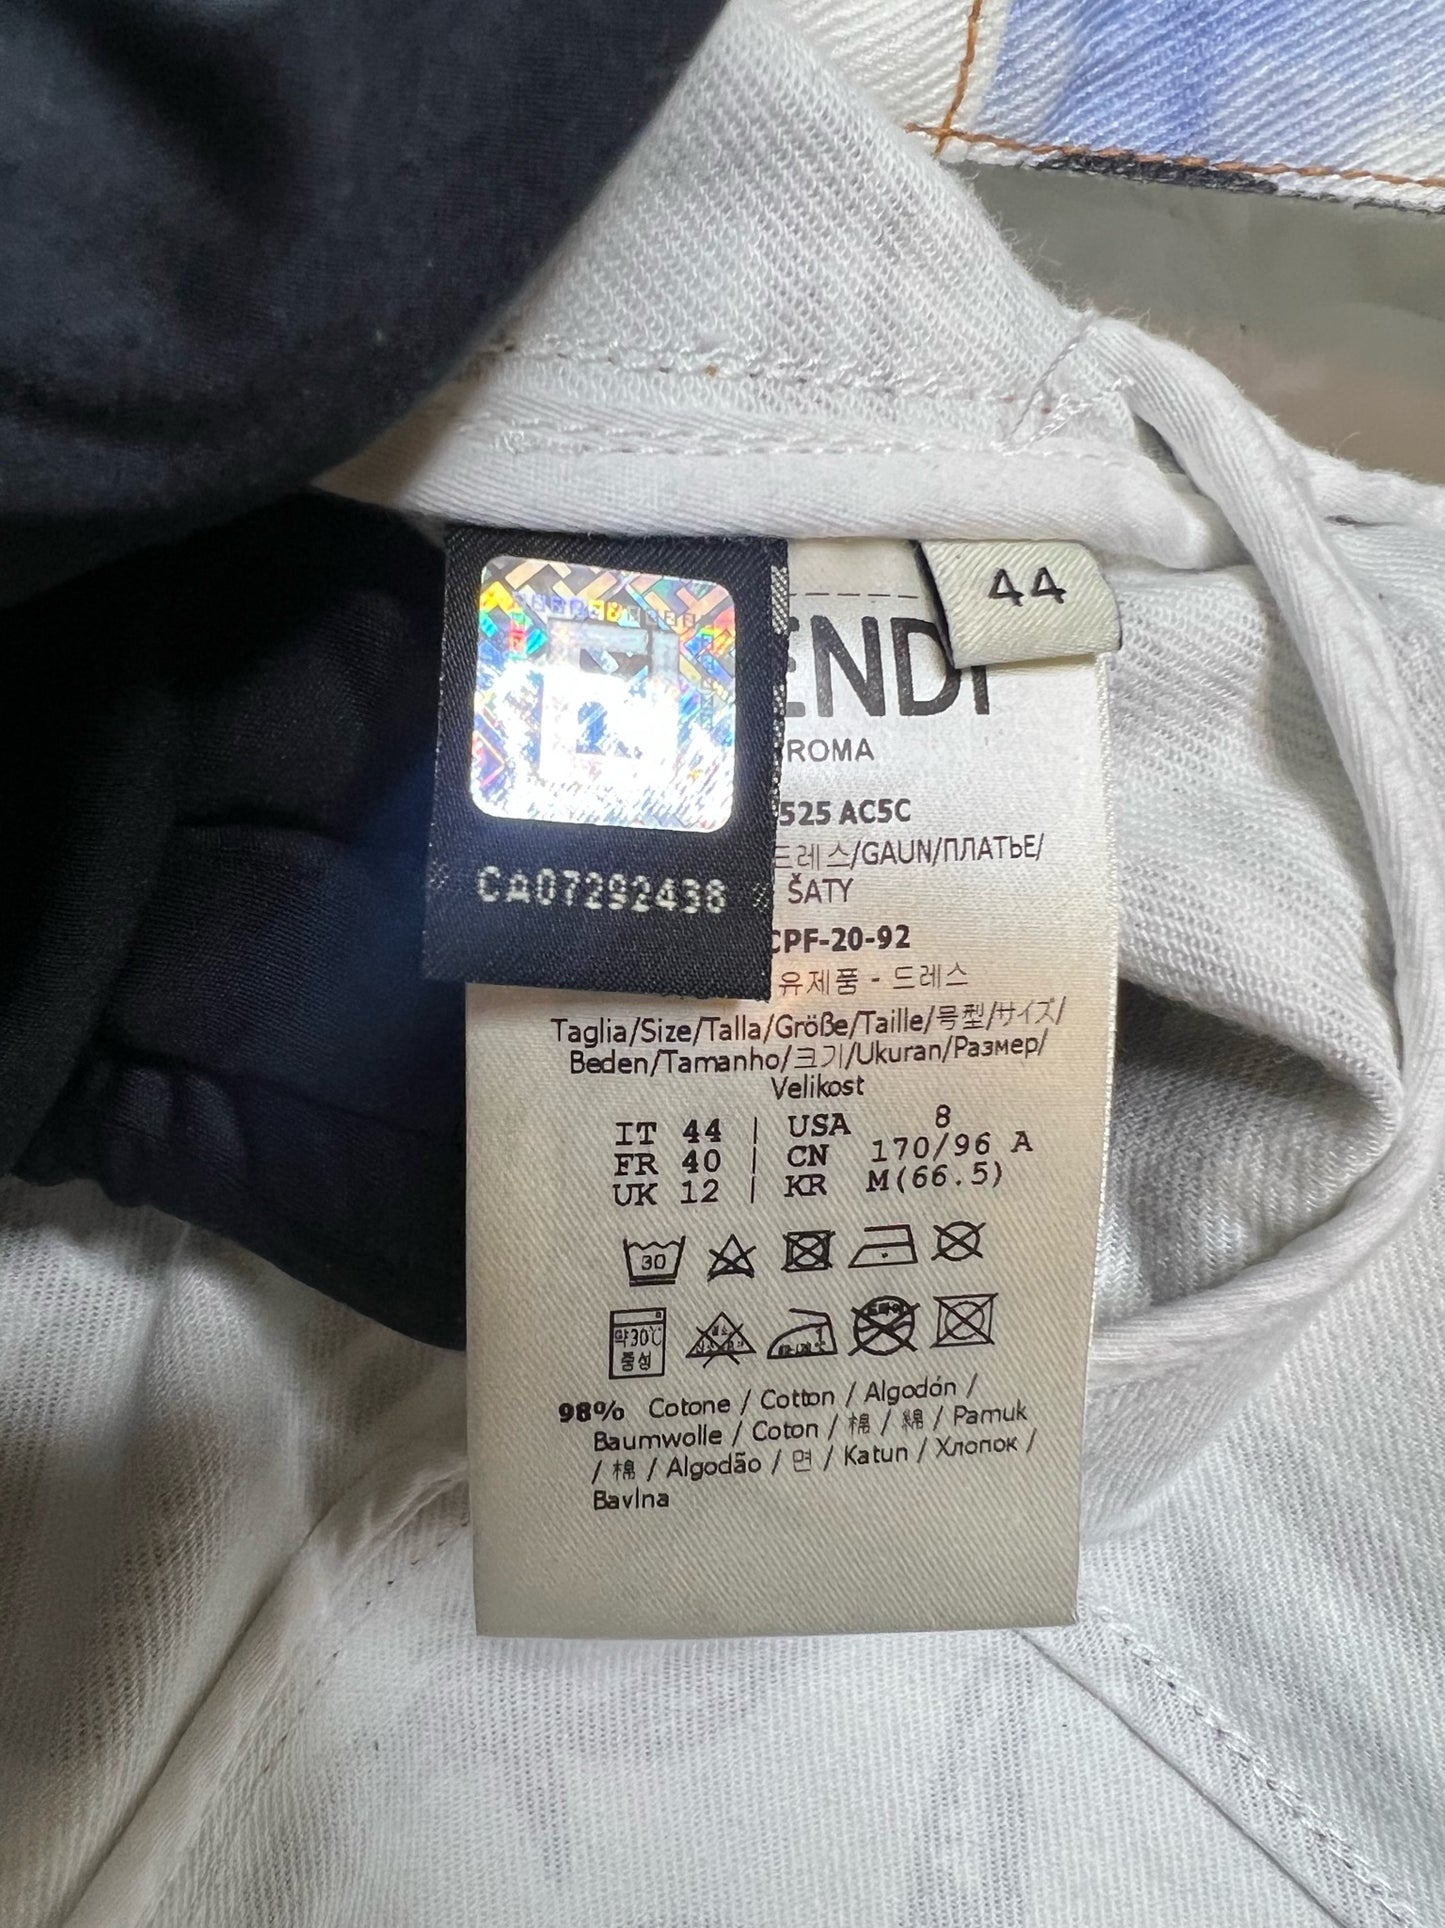 44
ENDI
ROMA
525 AC5C
드레스/GAUN/ПЛАТЬЕ/
ŠATY
CPF-20-92
유제품 - 드레스
CA07292438
Taglia/Size/Talla/Größe/Taille/号型/サイズ/
Beden/Tamanho/크기/Ukuran/Размер/
Velikost
IT 44 | USA 8
FR 40 | CN 170/96 A
UK 12 | KR M(66.5)
30
약30℃
중성
98% Cotone / Cotton / Algodón /
Baumwolle / Coton / 棉 / 綿 / Pamuk
/ 棉 / Algodão / 면 / Katun / Хлопок /
Bavlna